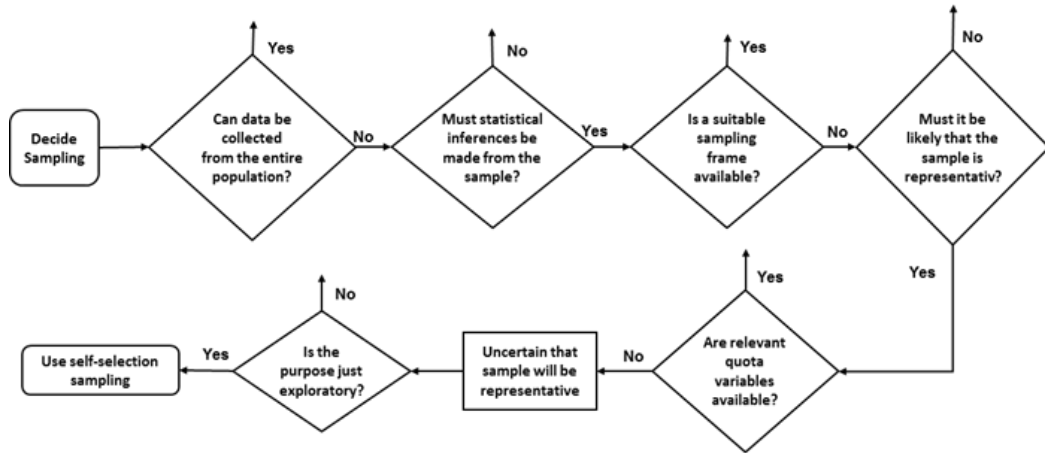 Decide
Sampling
Can data be
collected
from the entire
population?
Yes
No
Must statistical
inferences be
made from the
sample?
No
Yes
Is a suitable
sampling
frame
available?
Yes
No
Must it be
likely that the
sample is
representativ?
No
Yes
Are relevant
quota
variables
available?
Yes
No
Uncertain that
sample will be
representative
Is the
purpose just
exploratory?
No
Yes
Use self-selection
sampling